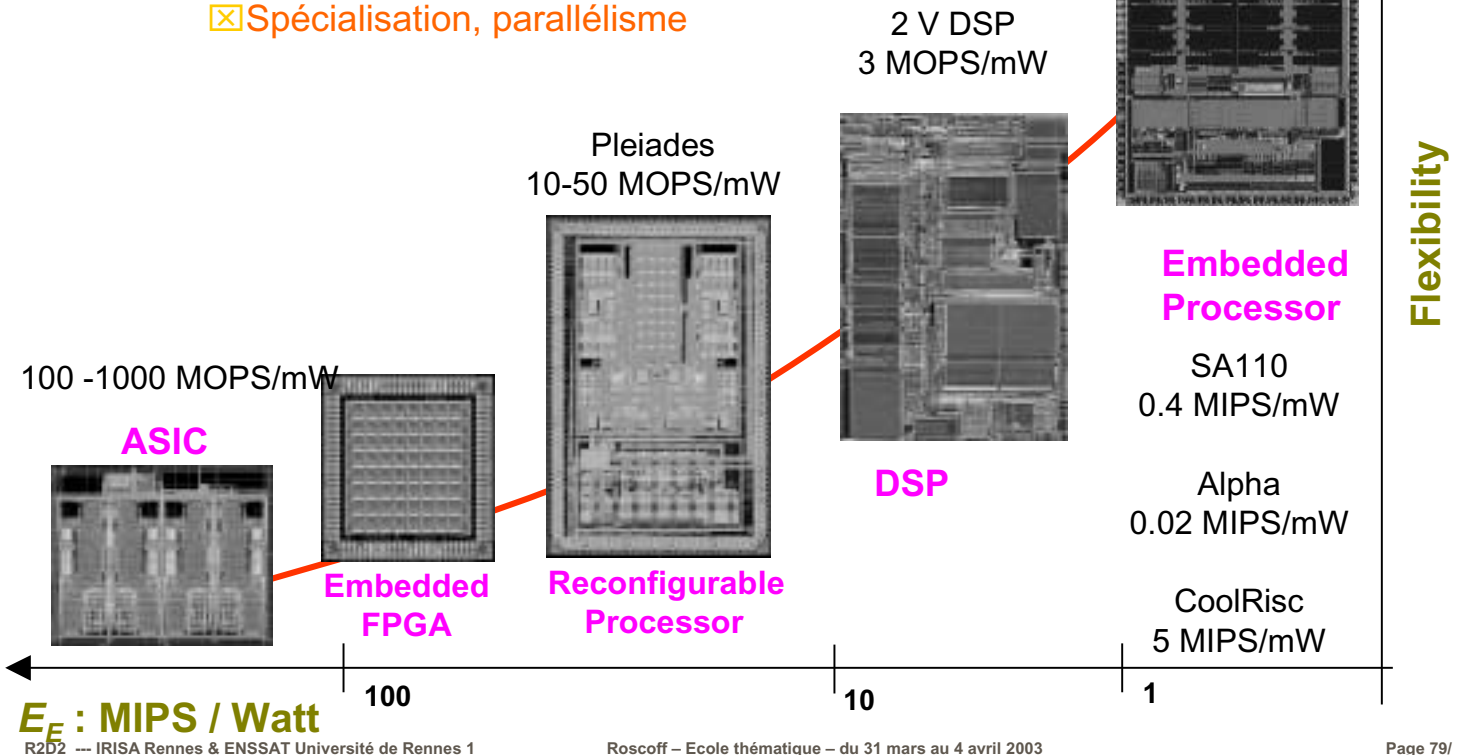 ☒Spécialisation, parallélisme
2 V DSP
3 MOPS/mW
Pleiades
10-50 MOPS/mW
Flexibility
Embedded
Processor
100 -1000 MOPS/mW
SA110
0.4 MIPS/mW
ASIC
DSP
Alpha
0.02 MIPS/mW
Embedded
FPGA
Reconfigurable
Processor
CoolRisc
5 MIPS/mW
100
10
1
E_E : MIPS / Watt
R2D2 --- IRISA Rennes & ENSSAT Université de Rennes 1
Roscoff – Ecole thématique – du 31 mars au 4 avril 2003
Page 79/